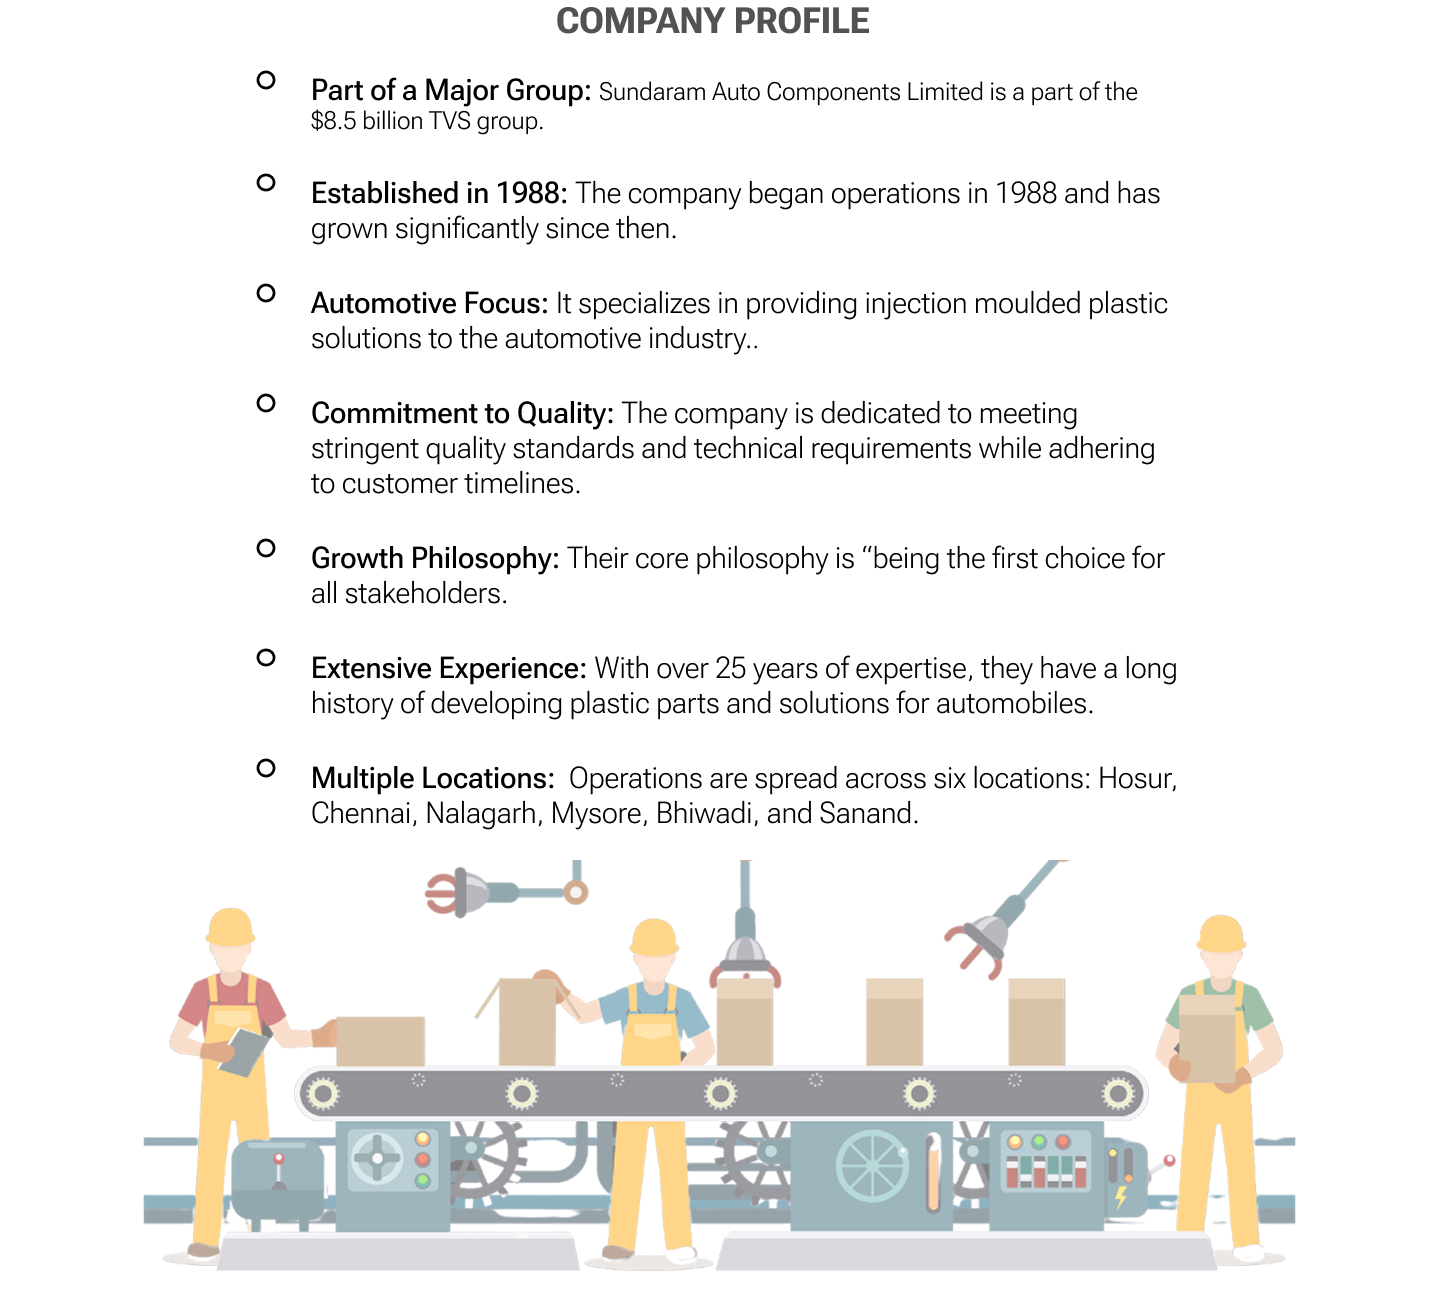 COMPANY PROFILE
Part of a Major Group: Sundaram Auto Components Limited is a part of the
$8.5 billion TVS group.
Established in 1988: The company began operations in 1988 and has
grown significantly since then.
Automotive Focus: It specializes in providing injection moulded plastic
solutions to the automotive industry..
Commitment to Quality: The company is dedicated to meeting
stringent quality standards and technical requirements while adhering
to customer timelines.
Growth Philosophy: Their core philosophy is “being the first choice for
all stakeholders.
Extensive Experience: With over 25 years of expertise, they have a long
history of developing plastic parts and solutions for automobiles.
Multiple Locations:  Operations are spread across six locations: Hosur,
Chennai, Nalagarh, Mysore, Bhiwadi, and Sanand.